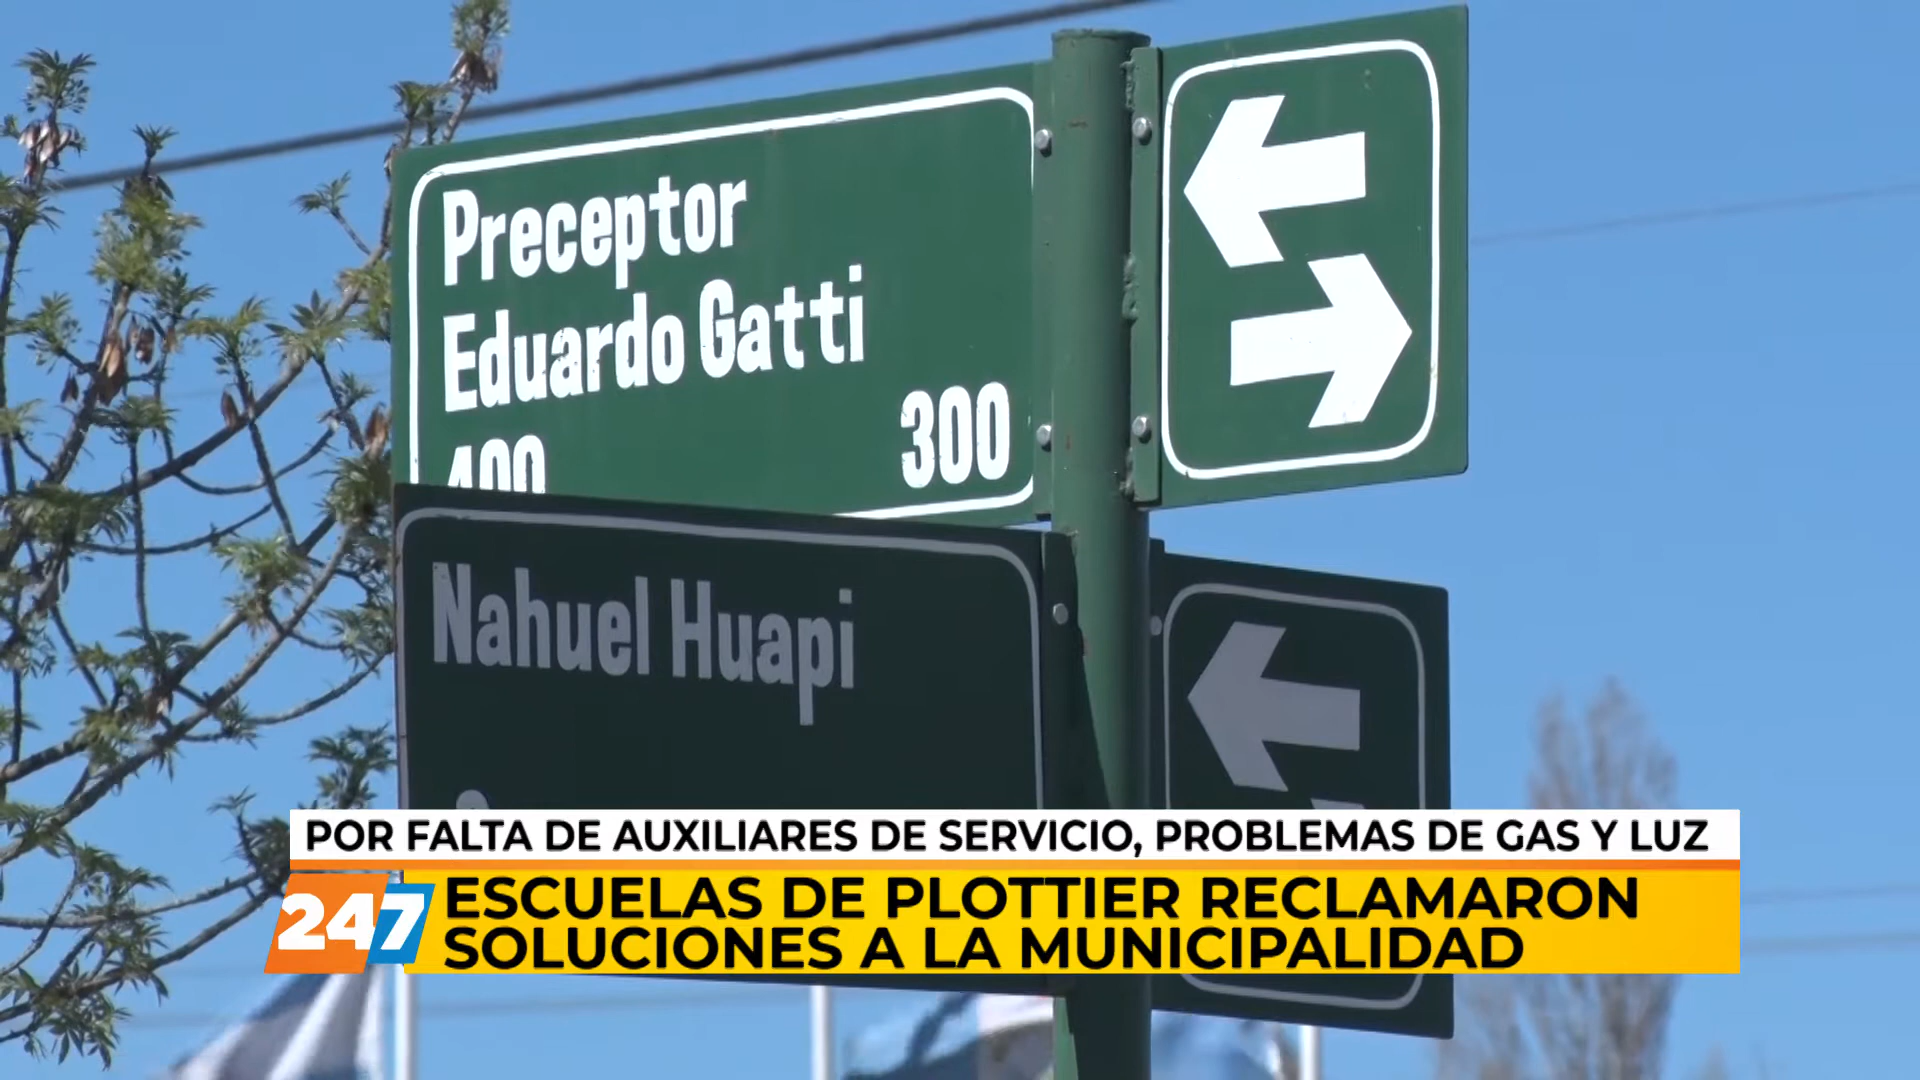 Preceptor
Eduardo Gatti
300
400
Nahuel Huapi
POR FALTA DE AUXILIARES DE SERVICIO, PROBLEMAS DE GAS Y LUZ
247
ESCUELAS DE PLOTTIER RECLAMARON
SOLUCIONES A LA MUNICIPALIDAD